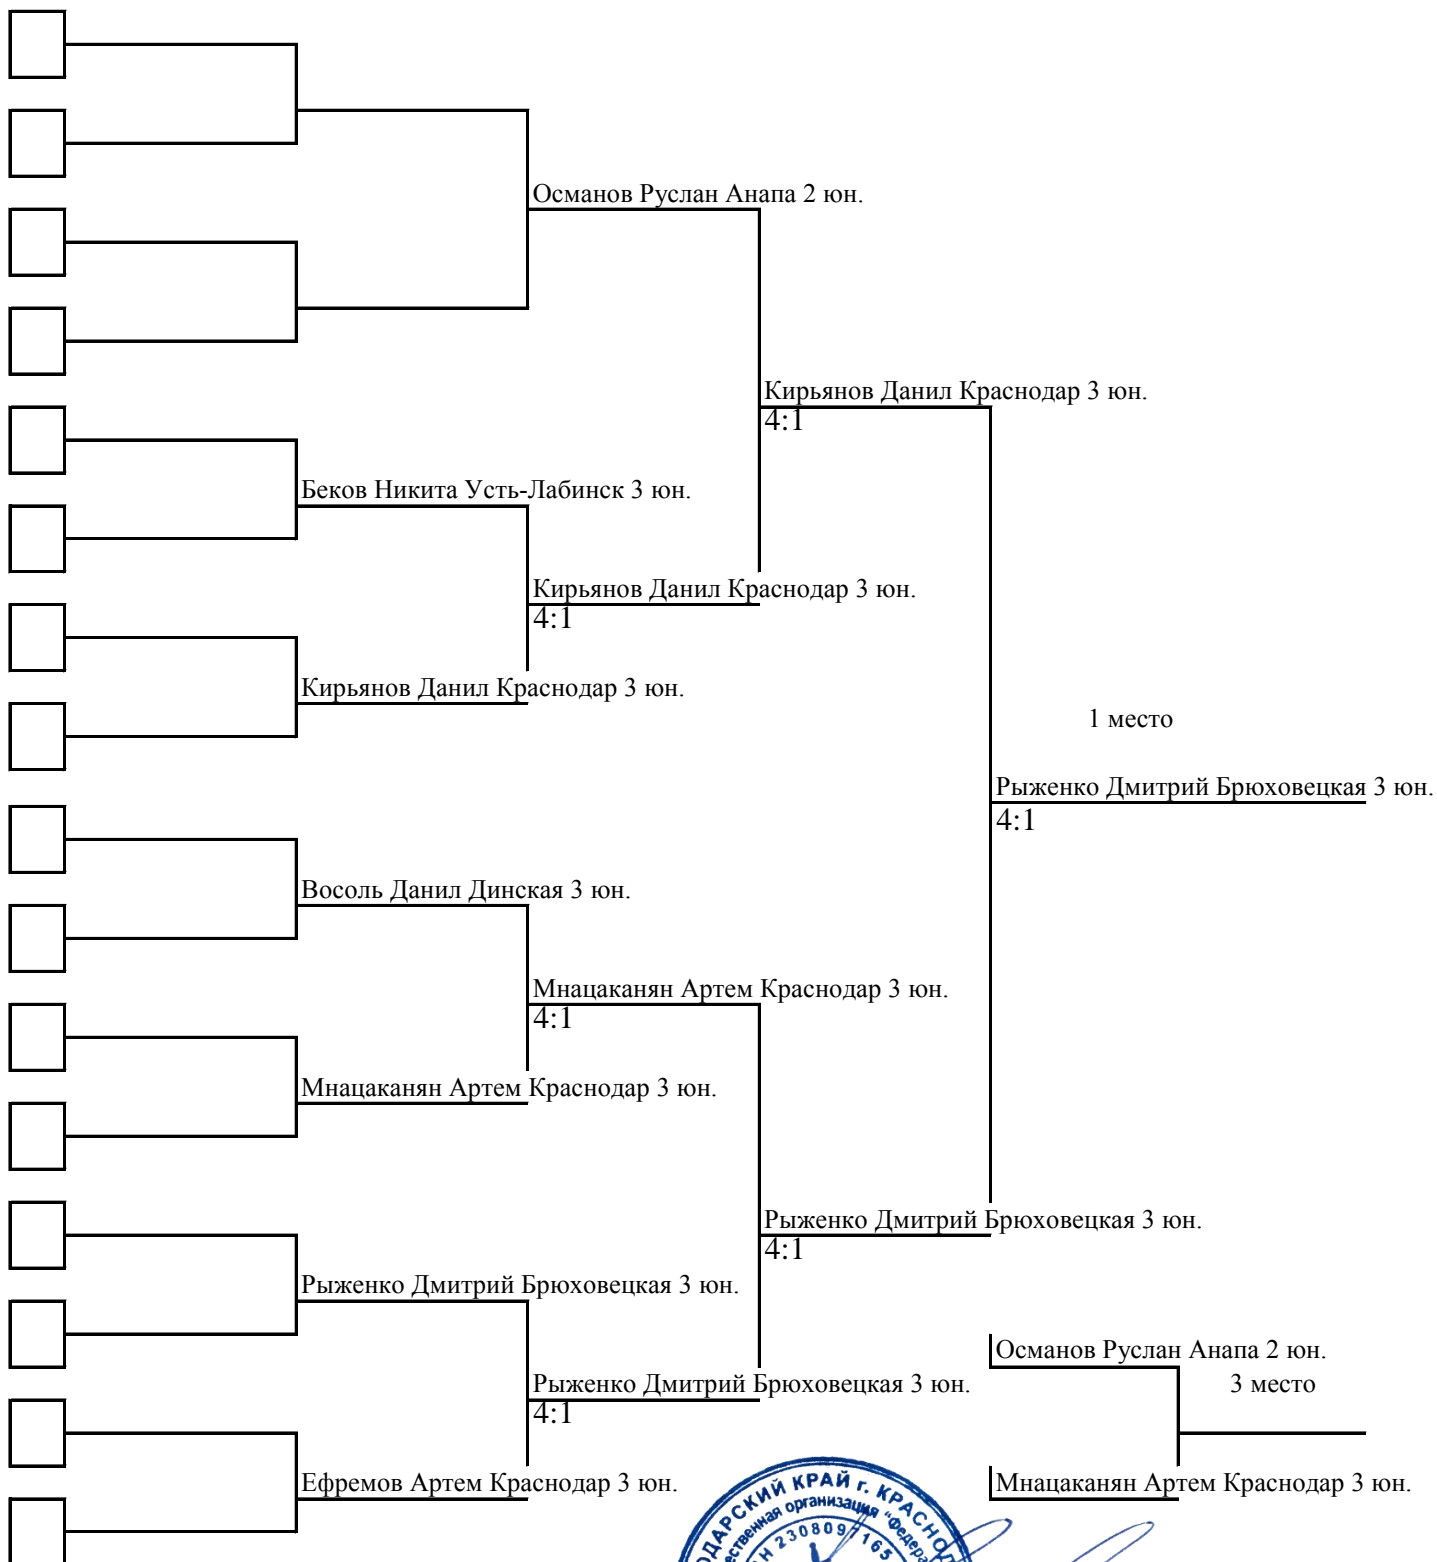 Османов Руслан Анапа 2 юн.
Кирьянов Данил Краснодар 3 юн.
4:1
Беков Никита Усть-Лабинск 3 юн.
Кирьянов Данил Краснодар 3 юн.
4:1
Кирьянов Данил Краснодар 3 юн.
1 место
Рыженко Дмитрий Брюховецкая 3 юн.
4:1
Восоль Данил Динская 3 юн.
Мнацаканян Артем Краснодар 3 юн.
4:1
Мнацаканян Артем Краснодар 3 юн.
Рыженко Дмитрий Брюховецкая 3 юн.
4:1
Рыженко Дмитрий Брюховецкая 3 юн.
Османов Руслан Анапа 2 юн.
3 место
Рыженко Дмитрий Брюховецкая 3 юн.
4:1
Ефремов Артем Краснодар 3 юн.
Мнацаканян Артем Краснодар 3 юн.
КРАЙ г.
организация